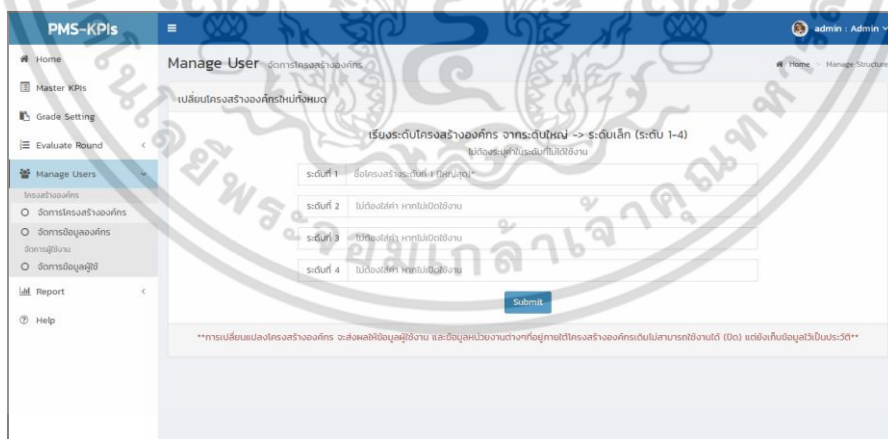 PMS-KPIs
admin : Admin
Home
Master KPIs
Grade Setting
Evaluate Round
Manage Users
โครงสร้างองค์กร
จัดการโครงสร้างองค์กร
จัดการข้อมูลองค์กร
จัดการผู้ใช้งาน
จัดการข้อมูลผู้ใช้
Report
Help
Manage User จัดการโครงสร้างองค์กร
Home > Manage Structure
เปลี่ยนโครงสร้างองค์กรใหม่ทั้งหมด
เรียงระดับโครงสร้างองค์กร จากระดับใหญ่ -> ระดับเล็ก (ระดับ 1-4)
ไม่ต้องระบุค่าในระดับที่ไม่ได้ใช้งาน
ระดับที่ 1 ชื่อโครงสร้างระดับที่ 1 (ใหญ่สุด)*
ระดับที่ 2 ไม่ต้องใส่ค่า หากไม่เปิดใช้งาน
ระดับที่ 3 ไม่ต้องใส่ค่า หากไม่เปิดใช้งาน
ระดับที่ 4 ไม่ต้องใส่ค่า หากไม่เปิดใช้งาน
Submit
**การเปลี่ยนแปลงโครงสร้างองค์กร จะส่งผลให้ข้อมูลผู้ใช้งาน และข้อมูลหน่วยงานต่างๆที่อยู่ภายใต้โครงสร้างองค์กรเดิมไม่สามารถใช้งานได้ (ปิด) แต่ยังเก็บข้อมูลไว้เป็นประวัติ**